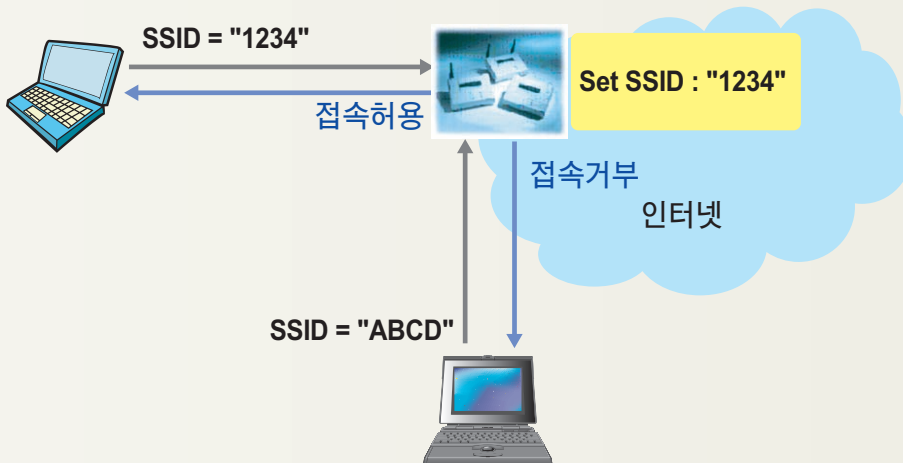 SSID = "1234"
Set SSID : "1234"
접속허용
접속거부
인터넷
SSID = "ABCD"